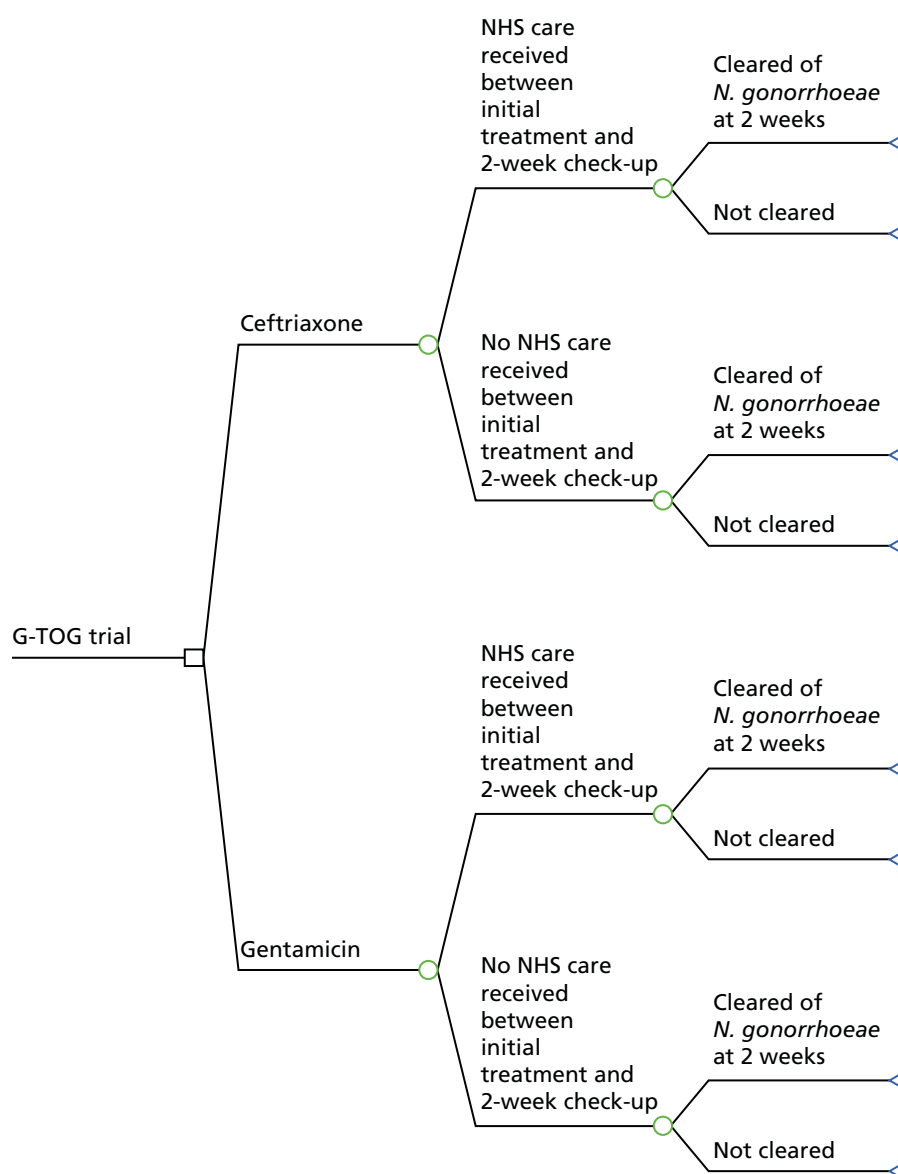 NHS care
received
between
initial
treatment and
2-week check-up
Cleared of
N. gonorrhoeae
at 2 weeks
Not cleared
Ceftriaxone
No NHS care
received
between
initial
treatment and
2-week check-up
Cleared of
N. gonorrhoeae
at 2 weeks
Not cleared
G-TOG trial
NHS care
received
between
initial
treatment and
2-week check-up
Cleared of
N. gonorrhoeae
at 2 weeks
Not cleared
Gentamicin
No NHS care
received
between
initial
treatment and
2-week check-up
Cleared of
N. gonorrhoeae
at 2 weeks
Not cleared